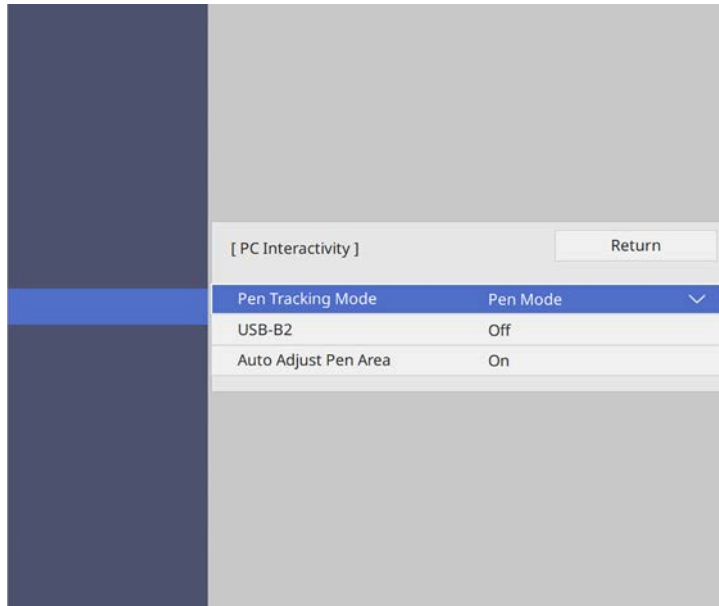 [ PC Interactivity ] Return
Pen Tracking Mode Pen Mode
USB-B2 Off
Auto Adjust Pen Area On